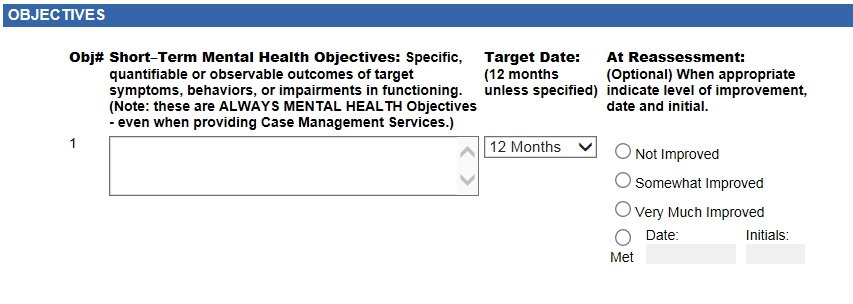 OBJECTIVES
Obj# Short–Term Mental Health Objectives: Specific,
quantifiable or observable outcomes of target
symptoms, behaviors, or impairments in functioning.
(Note: these are ALWAYS MENTAL HEALTH Objectives
- even when providing Case Management Services.)
Target Date:
(12 months
unless specified)
At Reassessment:
(Optional) When appropriate
indicate level of improvement,
date and initial.
1
12 Months
Not Improved
Somewhat Improved
Very Much Improved
Date: Initials:
Met